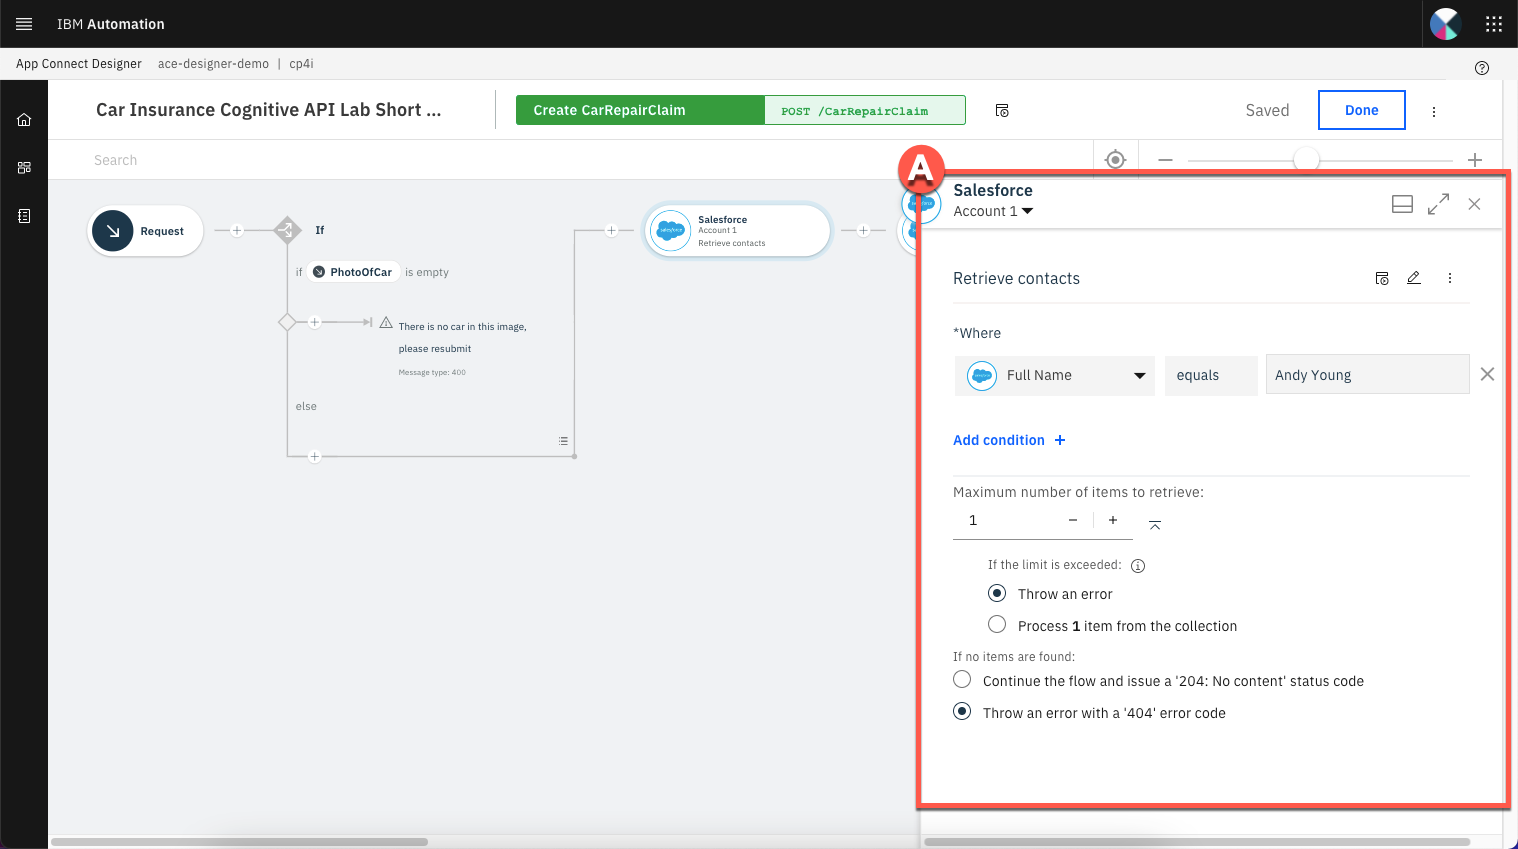 IBM Automation
App Connect Designer ace-designer-demo | cp4i
Car Insurance Cognitive API Lab Short ...
Create CarRepairClaim
POST /CarRepairClaim
Saved
Done
Search
A
Request
If
if PhotoOfCar is empty
There is no car in this image,
please resubmit
Message type: 400
else
salesforce
Salesforce
Account 1
Retrieve contacts
Salesforce
Account 1
Retrieve contacts
*Where
Full Name
equals
Andy Young
Add condition +
Maximum number of items to retrieve:
1
If the limit is exceeded:
Throw an error
Process 1 item from the collection
If no items are found:
Continue the flow and issue a '204: No content' status code
Throw an error with a '404' error code